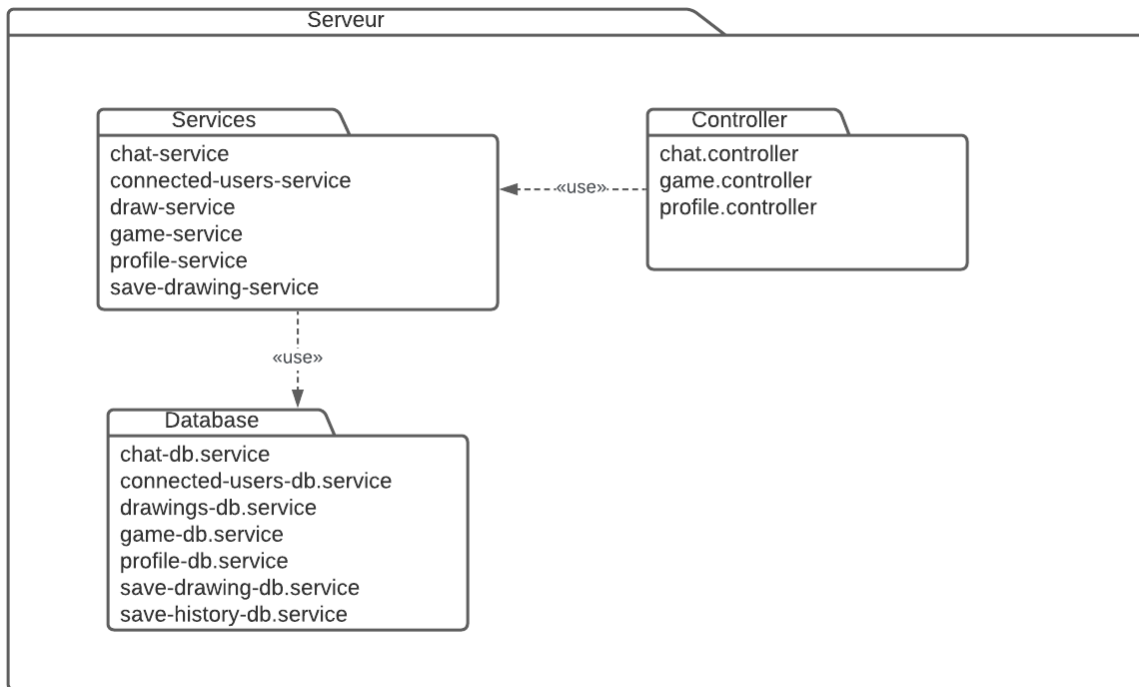 Serveur
Services
chat-service
connected-users-service
draw-service
game-service
profile-service
save-drawing-service
«use»
Controller
chat.controller
game.controller
profile.controller
«use»
Database
chat-db.service
connected-users-db.service
drawings-db.service
game-db.service
profile-db.service
save-drawing-db.service
save-history-db.service